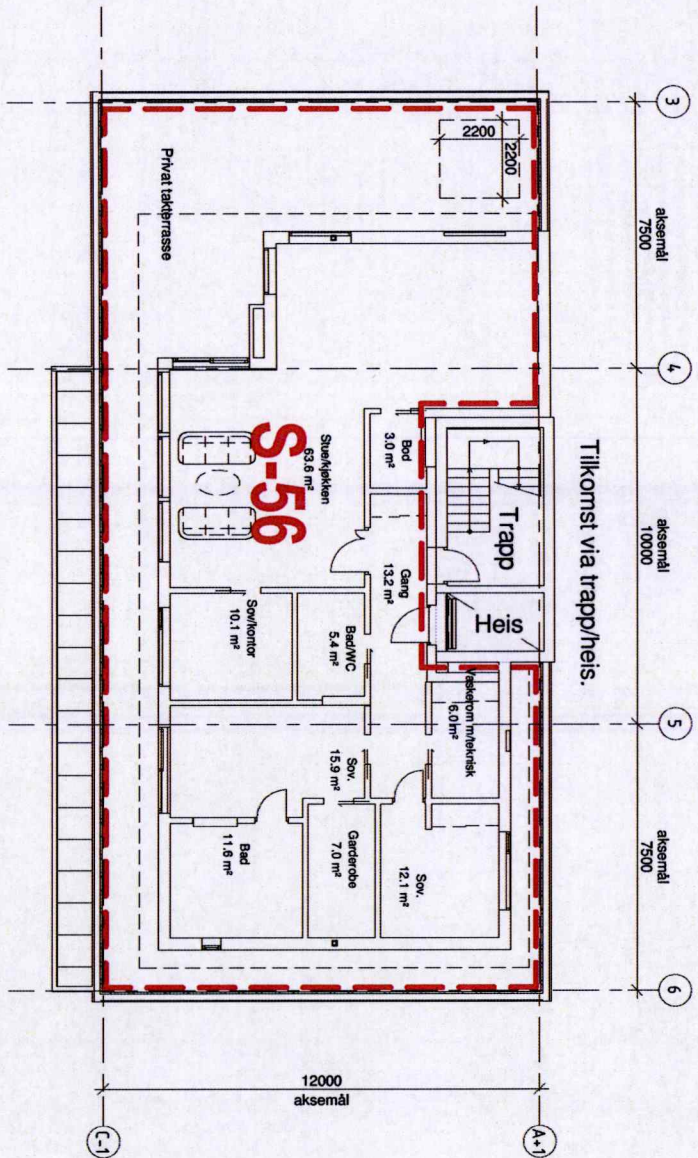 3
aksemål
7500
4
aksemål
10000
5
aksemål
7500
6
Tilkomst via trapp/heis.
2200
2200
Privat takterrasse
Trapp
Heis
Bod
3.0 m²
Gang
13.2 m²
Vaskerom m/teknisk
6.0 m²
Stue/kjøkken
63.6 m²
S-56
Bad/WC
5.4 m²
Sov/kontor
10.1 m²
Sov.
15.9 m²
Sov.
12.1 m²
Garderobe
7.0 m²
Bad
11.6 m²
12000
aksemål
A+1
C-1